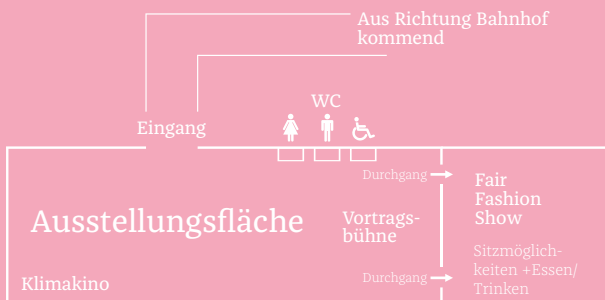 Aus Richtung Bahnhof
kommend
WC
Eingang
Durchgang
Fair
Fashion
Show
Ausstellungsfläche
Vortrags-
bühne
Sitzmöglich-
keiten +Essen/
Trinken
Durchgang
Klimakino